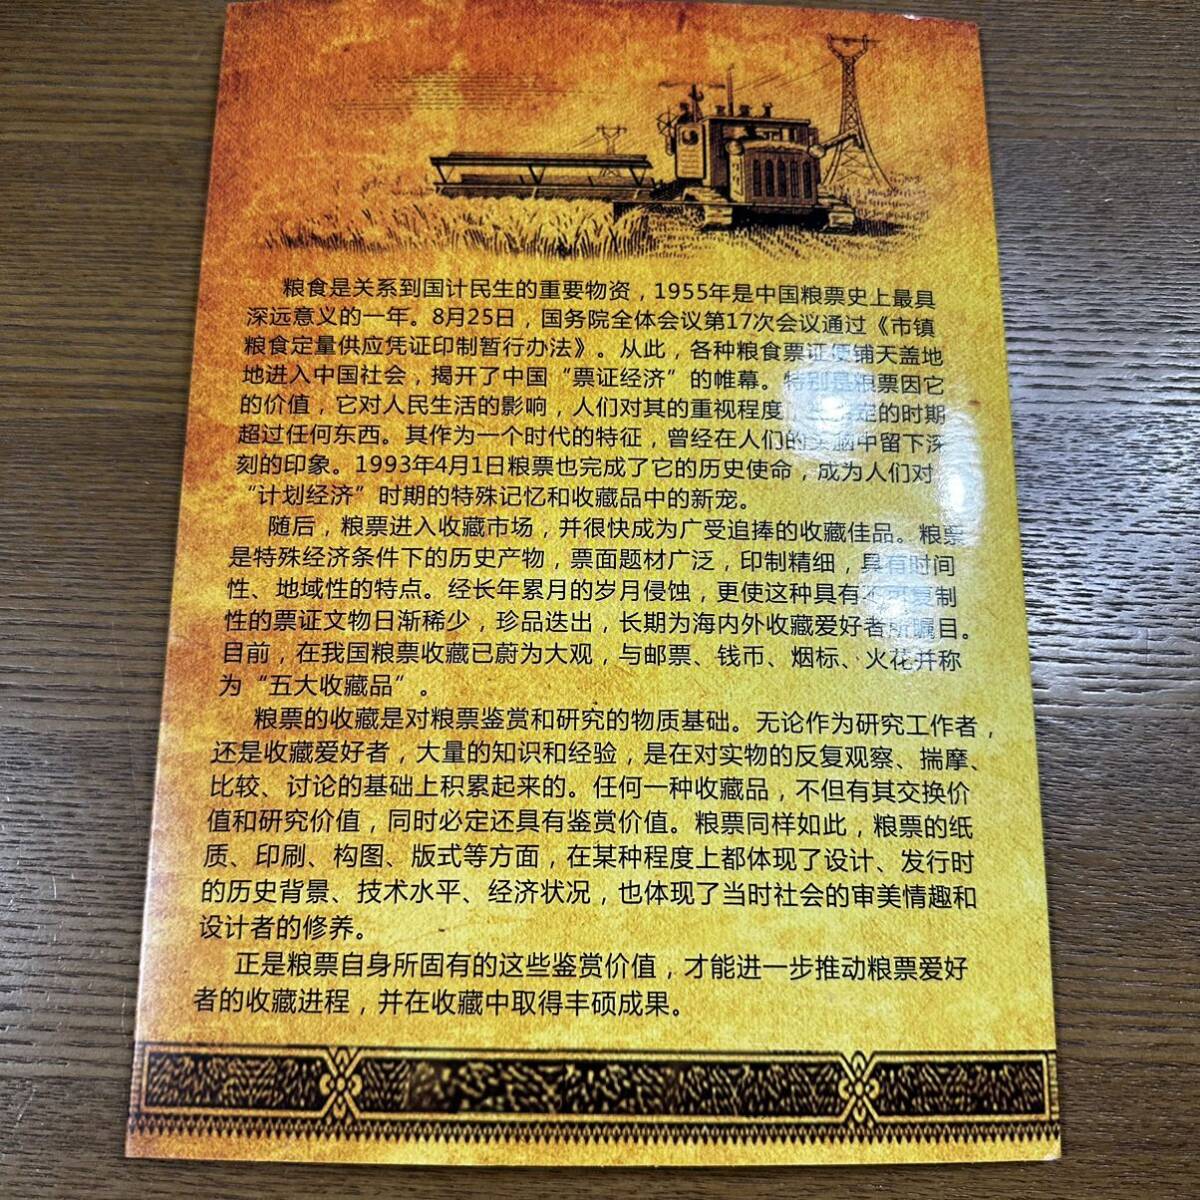 粮食是关系到国计民生的重要物资，1955年是中国粮票史上最具
深远意义的一年。8月25日，国务院全体会议第17次会议通过《市镇
粮食定量供应凭证印制暂行办法》。从此，各种粮食票证便铺天盖地
地进入中国社会，揭开了中国“票证经济”的帷幕。特别是粮票因它
的价值，它对人民生活的影响，人们对其的重视程度，定的时期
超过任何东西。其作为一个时代的特征，曾经在人们的头脑中留下深
刻的印象。1993年4月1日粮票也完成了它的历史使命，成为人们对
“计划经济”时期的特殊记忆和收藏品中的新宠。
随后，粮票进入收藏市场，并很快成为广受追捧的收藏佳品。粮票
是特殊经济条件下的历史产物，票面题材广泛，印制精细，具有时间
性、地域性的特点。经长年累月的岁月侵蚀，更使这种具有不可复制
性的票证文物日渐稀少，珍品迭出，长期为海内外收藏爱好者所瞩目。
目前，在我国粮票收藏已蔚为大观，与邮票、钱币、烟标、火花并称
为“五大收藏品”。
粮票的收藏是对粮票鉴赏和研究的物质基础。无论作为研究工作者，
还是收藏爱好者，大量的知识和经验，是在对实物的反复观察、揣摩、
比较、讨论的基础上积累起来的。任何一种收藏品，不但有其交换价
值和研究价值，同时必定还具有鉴赏价值。粮票同样如此，粮票的纸
质、印刷、构图、版式等方面，在某种程度上都体现了设计、发行时
的历史背景、技术水平、经济状况，也体现了当时社会的审美情趣和
设计者的修养。
正是粮票自身所固有的这些鉴赏价值，才能进一步推动粮票爱好
者的收藏进程，并在收藏中取得丰硕成果。